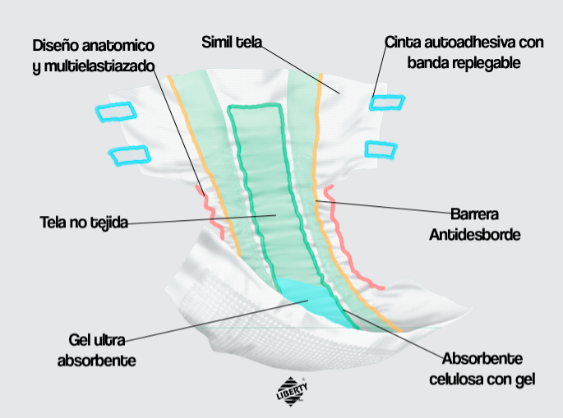 Diseño anatomico
y multielastiazado
Simil tela
Cinta autoadhesiva con
banda replegable
Tela no tejida
Barrera
Antidesborde
Gel ultra
absorbente
Absorbente
celulosa con gel
LIBERTY